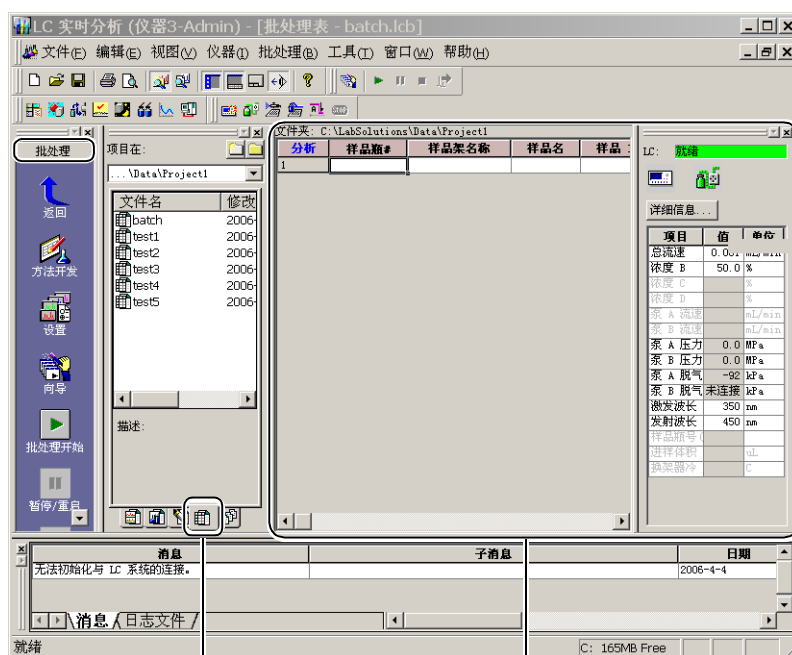 LC 实时分析 (仪器3-Admin) - [批处理表 - batch.lcb]
文件(F) 编辑(E) 视图(V) 仪器(I) 批处理(B) 工具(T) 窗口(W) 帮助(H)
批处理
返回
方法开发
设置
向导
批处理开始
暂停/重启
项目在:
...\Data\Project1
文件名 修改
batch 2006-
test1 2006-
test2 2006-
test3 2006-
test4 2006-
test5 2006-
描述:
文件夹: C:\LabSolutions\Data\Project1
分析 样品瓶# 样品架名称 样品名 样品
1
LC: 就绪
详细信息...
项目 值 单位
总流速 mL/min
浓度 B 50.0 %
浓度 C %
浓度 D %
泵 A 流速 mL/min
泵 B 流速 mL/min
泵 A 压力 0.0 MPa
泵 B 压力 0.0 MPa
泵 A 脱气 -92 kPa
泵 B 脱气 未连接 kPa
激发波长 350 nm
发射波长 450 nm
样品瓶号(
进样体积 uL
换架器冷 C
消息 子消息 日期
无法初始化与 LC 系统的连接。 2006-4-4
消息 日志文件
就绪 C: 165MB Free